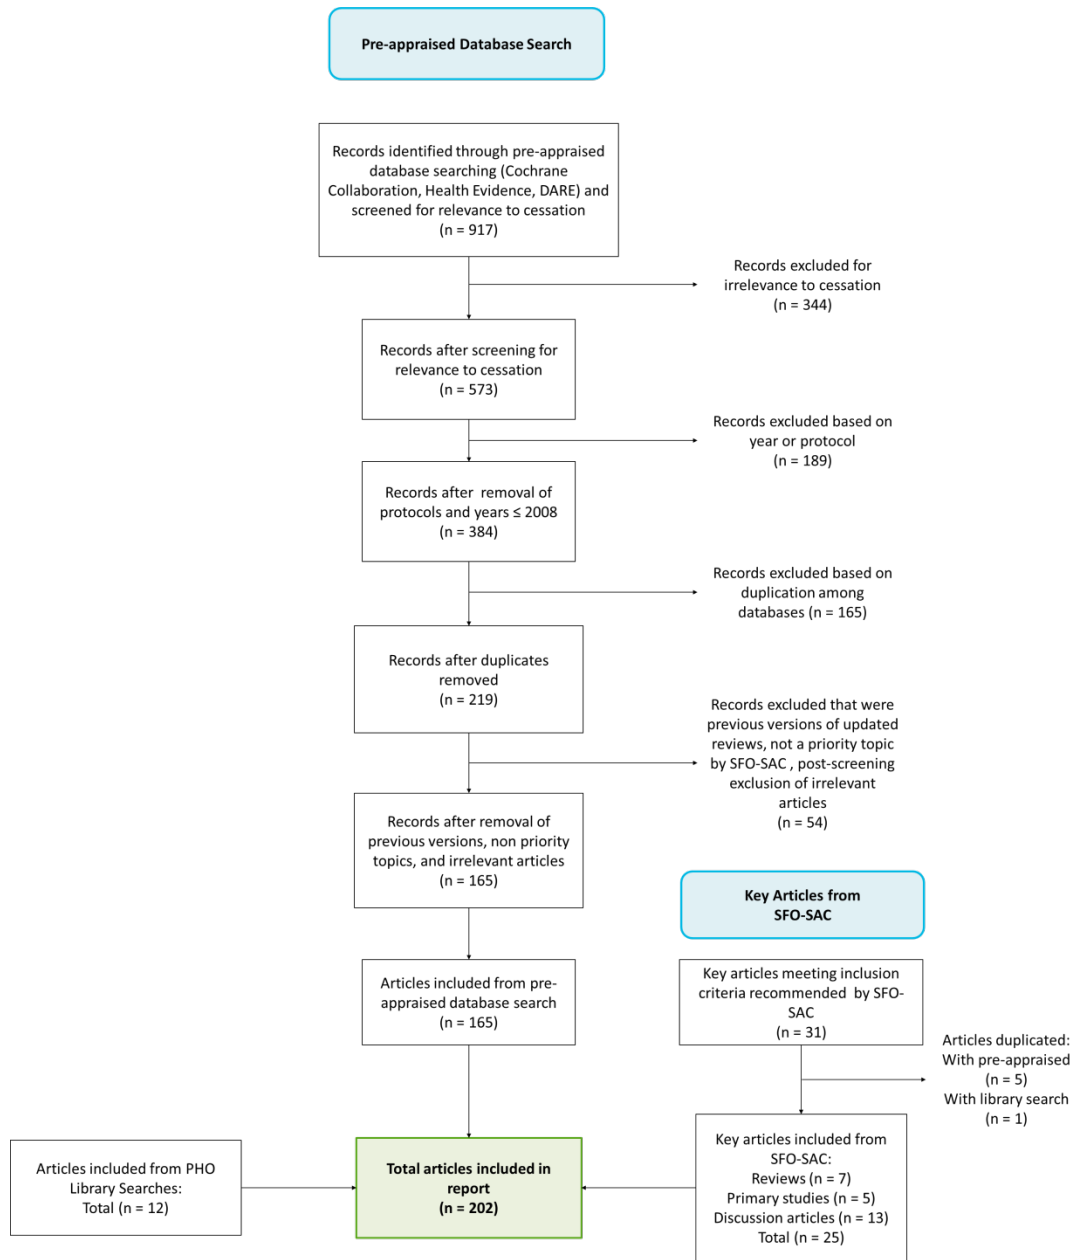 Pre-appraised Database Search
Records identified through pre-appraised
database searching (Cochrane
Collaboration, Health Evidence, DARE) and
screened for relevance to cessation
(n = 917)
Records excluded for
irrelevance to cessation
(n = 344)
Records after screening for
relevance to cessation
(n = 573)
Records excluded based on
year or protocol
(n = 189)
Records after removal of
protocols and years ≤ 2008
(n = 384)
Records excluded based on
duplication among
databases (n = 165)
Records after duplicates
removed
(n = 219)
Records excluded that were
previous versions of updated
reviews, not a priority topic
by SFO-SAC , post-screening
exclusion of irrelevant
articles
(n = 54)
Records after removal of
previous versions, non priority
topics, and irrelevant articles
(n = 165)
Key Articles from
SFO-SAC
Articles included from pre-
appraised database search
(n = 165)
Key articles meeting inclusion
criteria recommended by SFO-
SAC
(n = 31)
Articles duplicated:
With pre-appraised
(n = 5)
With library search
(n = 1)
Articles included from PHO
Library Searches:
Total (n = 12)
Total articles included in
report
(n = 202)
Key articles included from
SFO-SAC:
Reviews (n = 7)
Primary studies (n = 5)
Discussion articles (n = 13)
Total (n = 25)